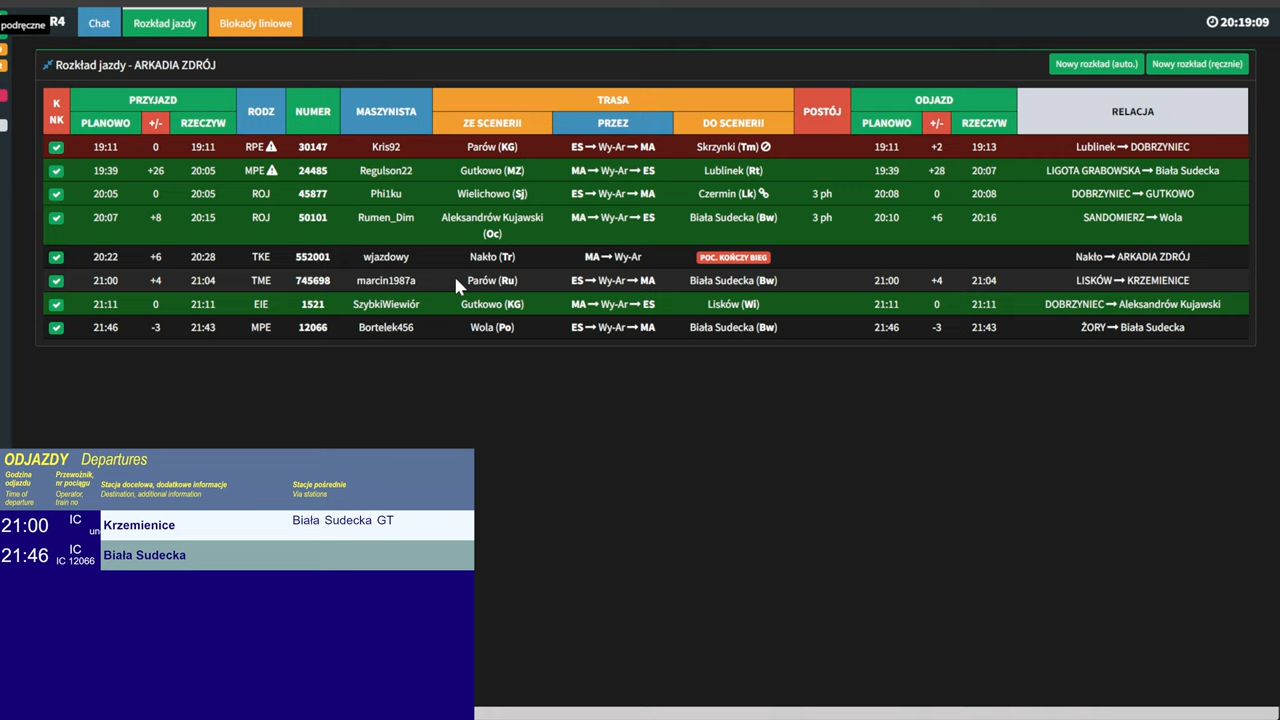 podręczne
R4
Chat
Rozkład jazdy
Blokady liniowe
20:19:09
Rozkład jazdy - ARKADIA ZDRÓJ
Nowy rozkład (auto.)
Nowy rozkład (ręcznie)
K NK PRZYJAZD RODZ NUMER MASZYNISTA TRASA POSTÓJ ODJAZD RELACJA
PLANOWO +/- RZECZYW ZE SCENERII PRZEZ DO SCENERII PLANOWO +/- RZECZYW
19:11 0 19:11 RPE 30147 Kris92 Parów (KG) ES → Wy-Ar → MA Skrzynki (Tm) 19:11 +2 19:13 Lublinek → DOBRZYNIEC
19:39 +26 20:05 MPE 24485 Regulson22 Gutkowo (MZ) MA → Wy-Ar → ES Lublinek (Rt) 19:39 +28 20:07 LIGOTA GRABOWSKA → Biała Sudecka
20:05 0 20:05 ROJ 45877 Phi1ku Wielichowo (Sj) ES → Wy-Ar → MA Czermin (Lk) 3 ph 20:08 0 20:08 DOBRZYNIEC → GUTKOWO
20:07 +8 20:15 ROJ 50101 Rumen_Dim Aleksandrów Kujawski MA → Wy-Ar → ES Biała Sudecka (Bw) 3 ph 20:10 +6 20:16 SANDOMIERZ → Wola
(Oc)
20:22 +6 20:28 TKE 552001 wjazdowy Nakło (Tr) MA → Wy-Ar POC. KOŃCZY BIEG Nakło → ARKADIA ZDRÓJ
21:00 +4 21:04 TME 745698 marcin1987a Parów (Ru) ES → Wy-Ar → MA Biała Sudecka (Bw) 21:00 +4 21:04 LISKÓW → KRZEMIENICE
21:11 0 21:11 EIE 1521 SzybkiWiewiór Gutkowo (KG) MA → Wy-Ar → ES Lisków (Wi) 21:11 0 21:11 DOBRZYNIEC → Aleksandrów Kujawski
21:46 -3 21:43 MPE 12066 Bortelek456 Wola (Po) ES → Wy-Ar → MA Biała Sudecka (Bw) 21:46 -3 21:43 ŻORY → Biała Sudecka
ODJAZDY Departures
Godzina odjazdu Przewoźnik, nr pociągu Stacja docelowa, dodatkowe informacje Stacje pośrednie
Time of departure Operator, train no Destination, additional information Via stations
21:00 IC un Krzemienice Biała Sudecka GT
21:46 IC IC 12066 Biała Sudecka